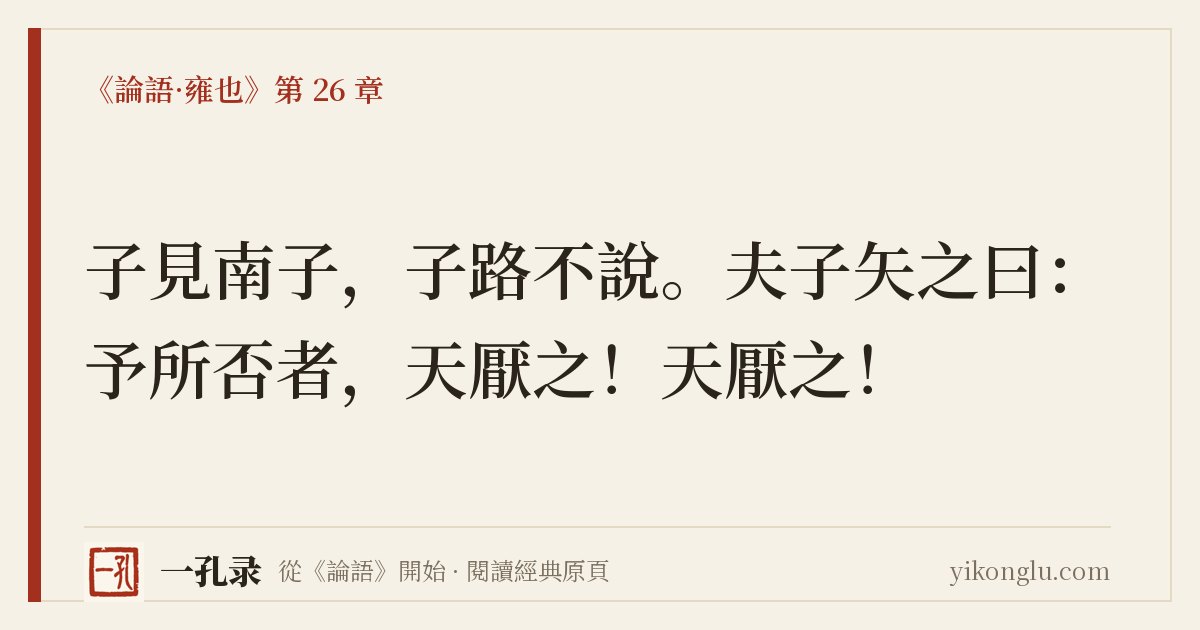 《論語·雍也》第 26 章
子見南子，子路不說。夫子矢之曰：
予所否者，天厭之！天厭之！
一孔
一孔录 從《論語》開始 · 閱讀經典原頁 yikonglu.com